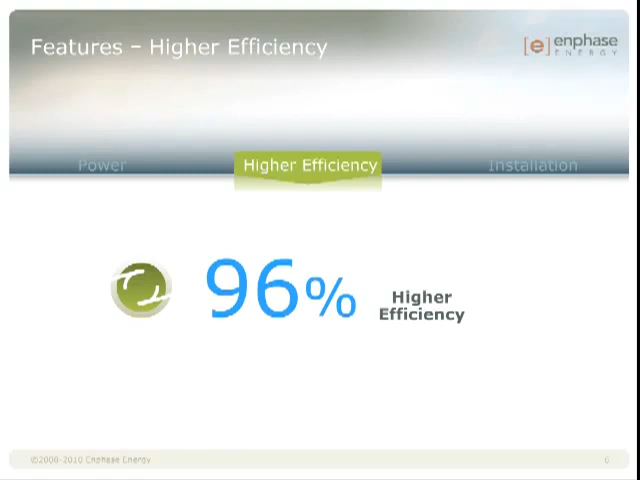 Features – Higher Efficiency
[e] enphase
ENERGY
Power
Higher Efficiency
Installation
96%
Higher
Efficiency
©2000-2010 Enphase Energy
6